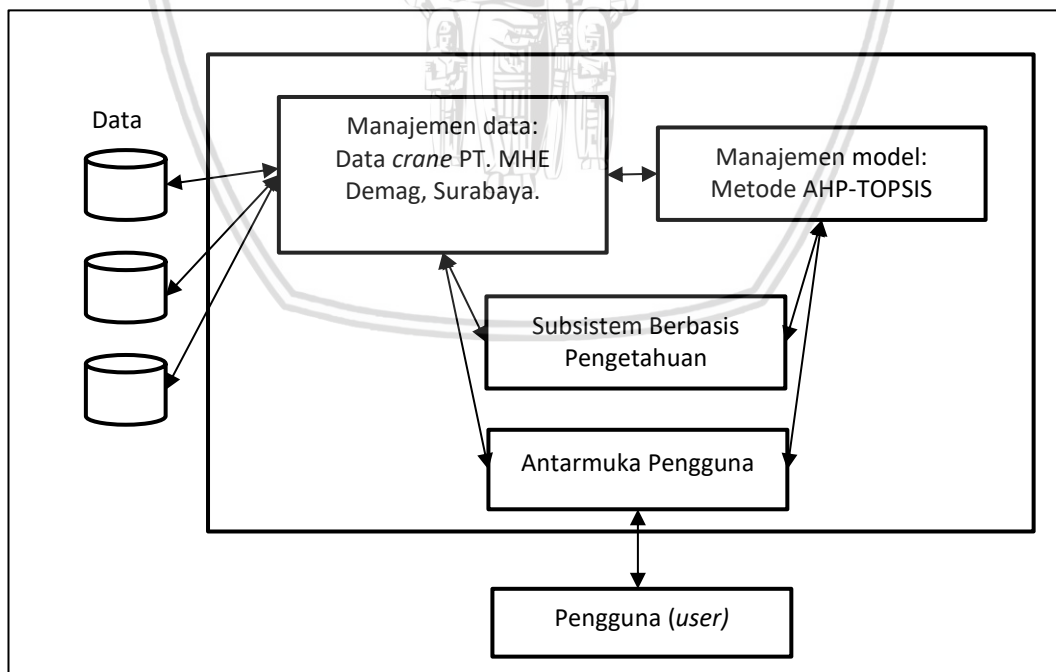 Data
Manajemen data:
Data crane PT. MHE
Demag, Surabaya.
Manajemen model:
Metode AHP-TOPSIS
Subsistem Berbasis
Pengetahuan
Antarmuka Pengguna
Pengguna (user)